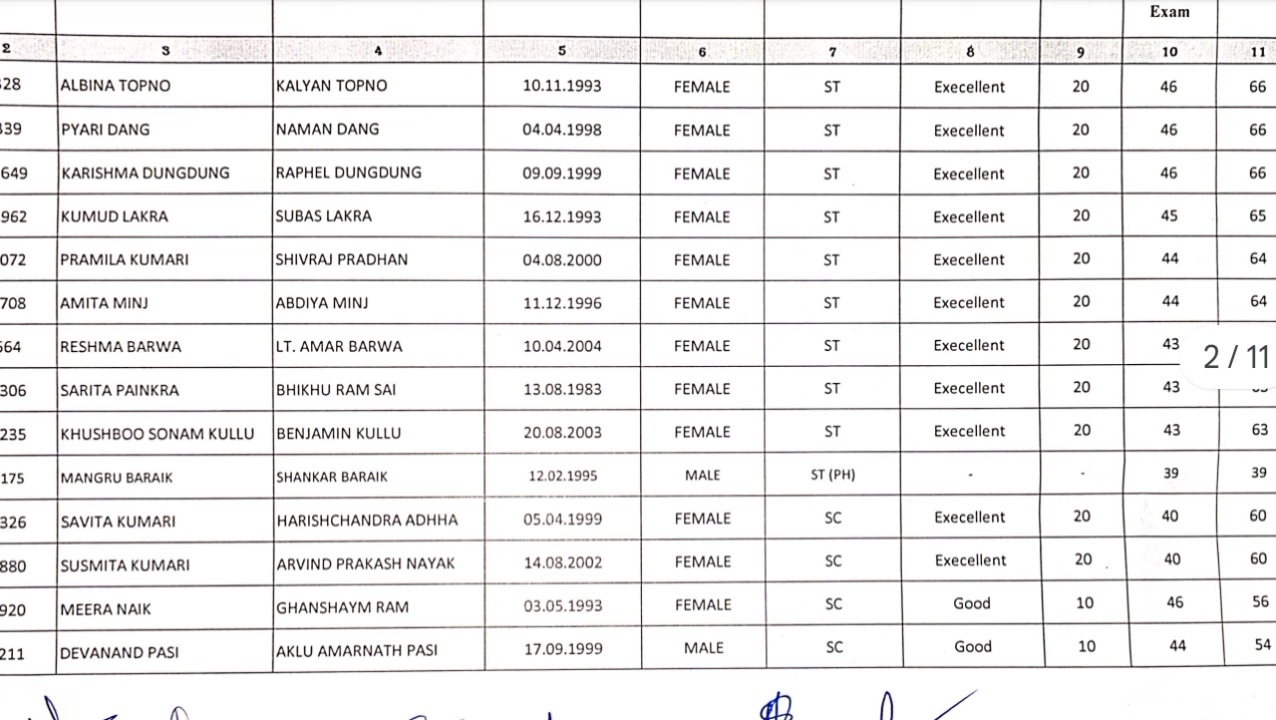 Exam
2 3 4 5 6 7 8 9 10 11
328 ALBINA TOPNO KALYAN TOPNO 10.11.1993 FEMALE ST Execellent 20 46 66
339 PYARI DANG NAMAN DANG 04.04.1998 FEMALE ST Execellent 20 46 66
649 KARISHMA DUNGDUNG RAPHEL DUNGDUNG 09.09.1999 FEMALE ST Execellent 20 46 66
962 KUMUD LAKRA SUBAS LAKRA 16.12.1993 FEMALE ST Execellent 20 45 65
072 PRAMILA KUMARI SHIVRAJ PRADHAN 04.08.2000 FEMALE ST Execellent 20 44 64
708 AMITA MINJ ABDIYA MINJ 11.12.1996 FEMALE ST Execellent 20 44 64
564 RESHMA BARWA LT. AMAR BARWA 10.04.2004 FEMALE ST Execellent 20 43
2 / 11
306 SARITA PAINKRA BHIKHU RAM SAI 13.08.1983 FEMALE ST Execellent 20 43
235 KHUSHBOO SONAM KULLU BENJAMIN KULLU 20.08.2003 FEMALE ST Execellent 20 43 63
175 MANGRU BARAIK SHANKAR BARAIK 12.02.1995 MALE ST (PH) - - 39 39
326 SAVITA KUMARI HARISHCHANDRA ADHHA 05.04.1999 FEMALE SC Execellent 20 40 60
880 SUSMITA KUMARI ARVIND PRAKASH NAYAK 14.08.2002 FEMALE SC Execellent 20 40 60
920 MEERA NAIK GHANSHAYM RAM 03.05.1993 FEMALE SC Good 10 46 56
211 DEVANAND PASI AKLU AMARNATH PASI 17.09.1999 MALE SC Good 10 44 54